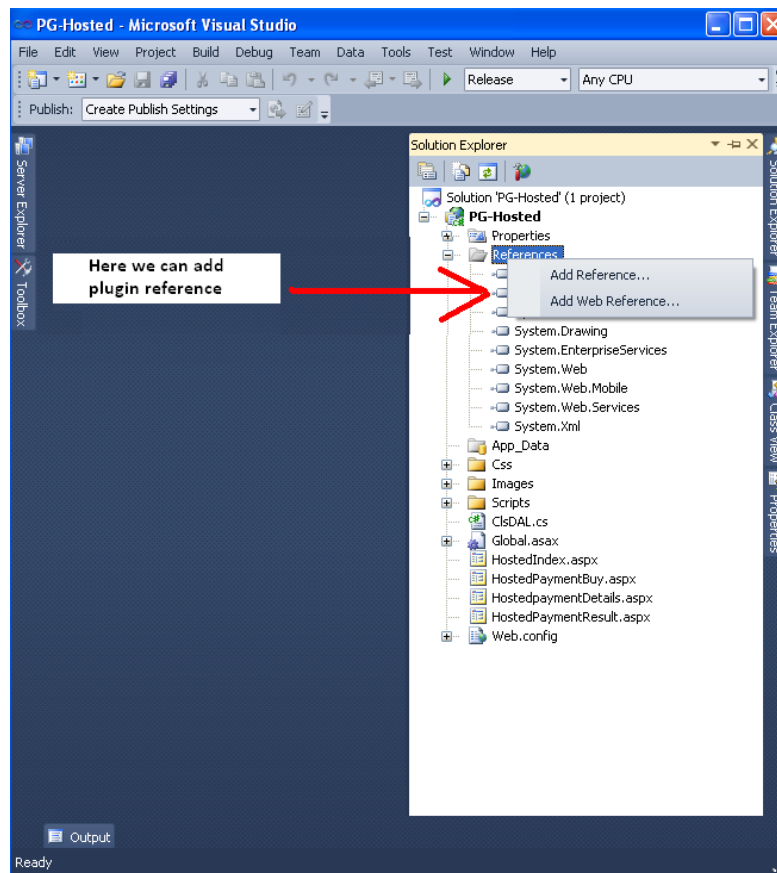 PG-Hosted - Microsoft Visual Studio
File Edit View Project Build Debug Team Data Tools Test Window Help
Release Any CPU
Publish: Create Publish Settings
Server Explorer
Toolbox
Here we can add
plugin reference
Solution Explorer
Solution 'PG-Hosted' (1 project)
PG-Hosted
Properties
References
Add Reference...
Add Web Reference...
System.Drawing
System.EnterpriseServices
System.Web
System.Web.Mobile
System.Web.Services
System.Xml
App_Data
Css
Images
Scripts
ClsDAL.cs
Global.asax
HostedIndex.aspx
HostedPaymentBuy.aspx
HostedpaymentDetails.aspx
HostedPaymentResult.aspx
Web.config
Solution Explorer
Team Explorer
Class View
Properties
Output
Ready